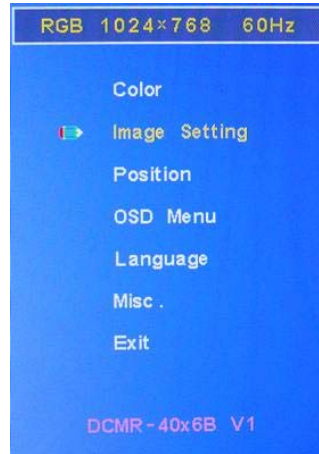 RGB 1024×768 60Hz
Color
Image Setting
Position
OSD Menu
Language
Misc.
Exit
DCMR-40x6B V1